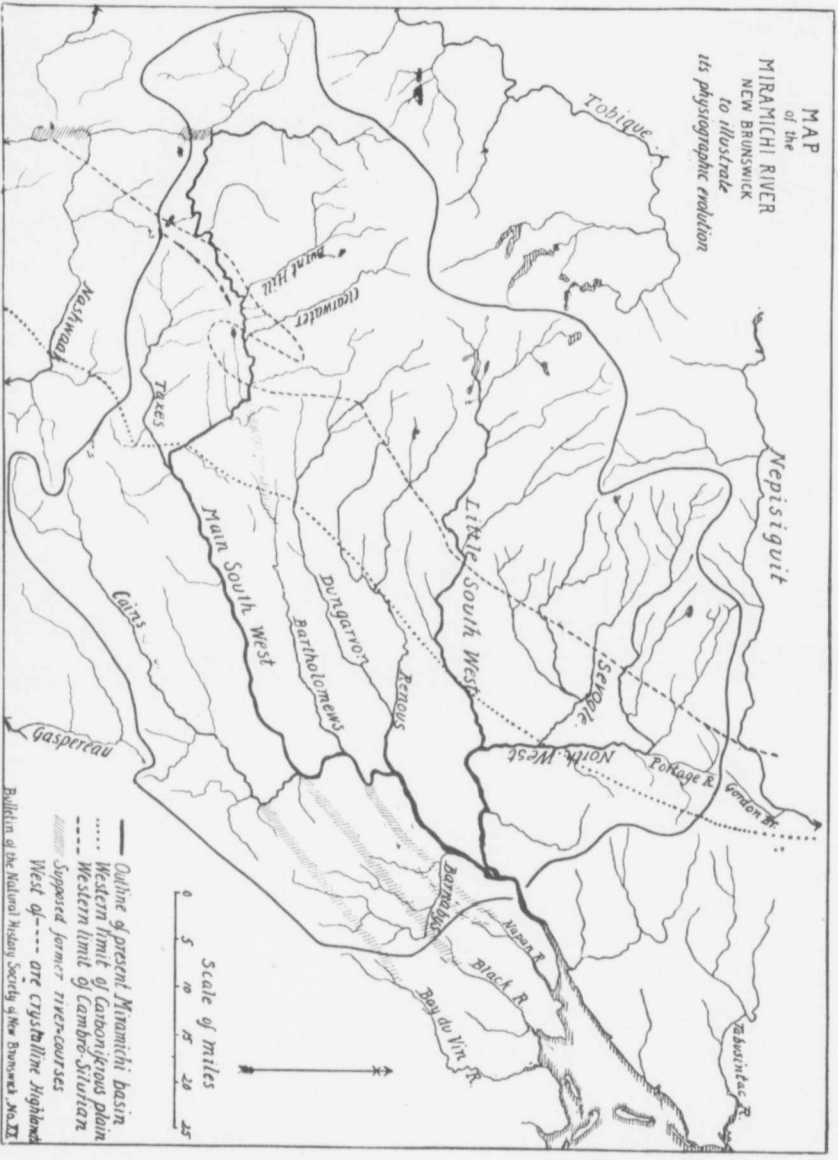 MAP
of the
MIRAMICHI RIVER
NEW BRUNSWICK
to illustrate
its physiographic evolution
Tobique
Nepisiguit
Burnt Hill
Clearwater
Nashwaak
Taxes
Little South West
Main South West
Dungarvon
Bartholomews
Renous
Cains
Sevogle
North West
Portage R.
Gordon Br.
Gaspereau
Barnabys
Napan R.
Black R
Bay du Vin R.
Tabusintac R.
Outline of present Miramichi basin
Western limit of Carboniferous plain
Western limit of Cambro-Silurian
Supposed former river-courses
West of ---- are crystalline Highlands
Scale of miles
0 5 10 15 20 25
Bulletin of the Natural History Society of New Brunswick, No.